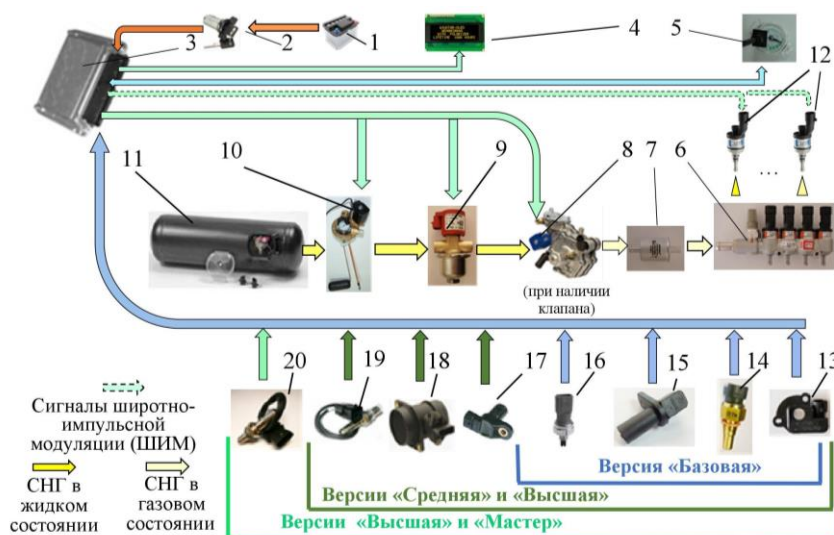 3
2
1
4
5
12
10
9
8
7
6
11
...
(при наличии
клапана)
20
19
18
17
16
15
14
13
Сигналы широтно-
импульсной
модуляции (ШИМ)
СНГ в
жидком
состоянии
СНГ в
газовом
состоянии
Версия «Базовая»
Версии «Средняя» и «Высшая»
Версии «Высшая» и «Мастер»